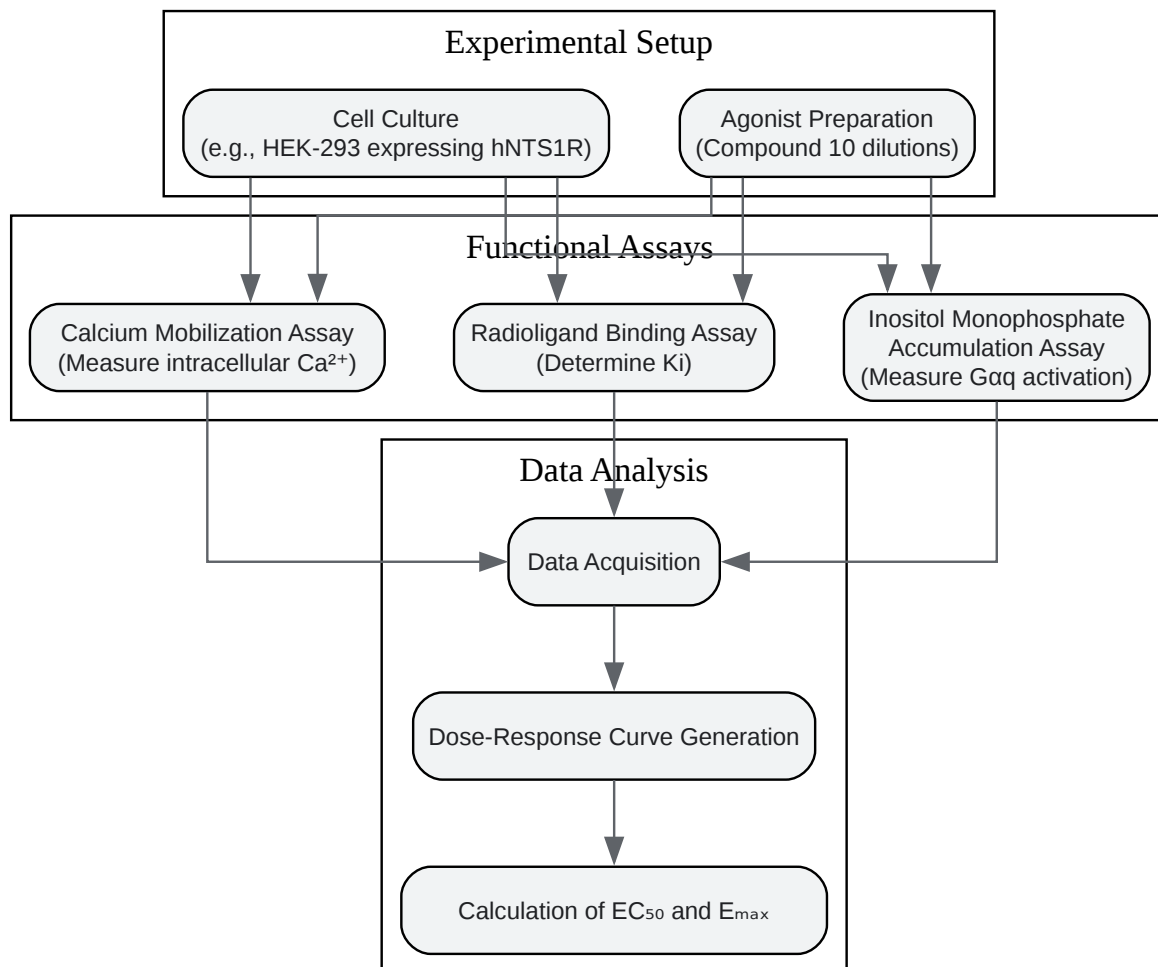 Experimental Setup
Cell Culture
(e.g., HEK-293 expressing hNTS1R)
Agonist Preparation
(Compound 10 dilutions)
Functional Assays
Calcium Mobilization Assay
(Measure intracellular Ca²⁺)
Radioligand Binding Assay
(Determine Ki)
Inositol Monophosphate
Accumulation Assay
(Measure Gαq activation)
Data Analysis
Data Acquisition
Dose-Response Curve Generation
Calculation of EC₅₀ and Eₘₐₓ